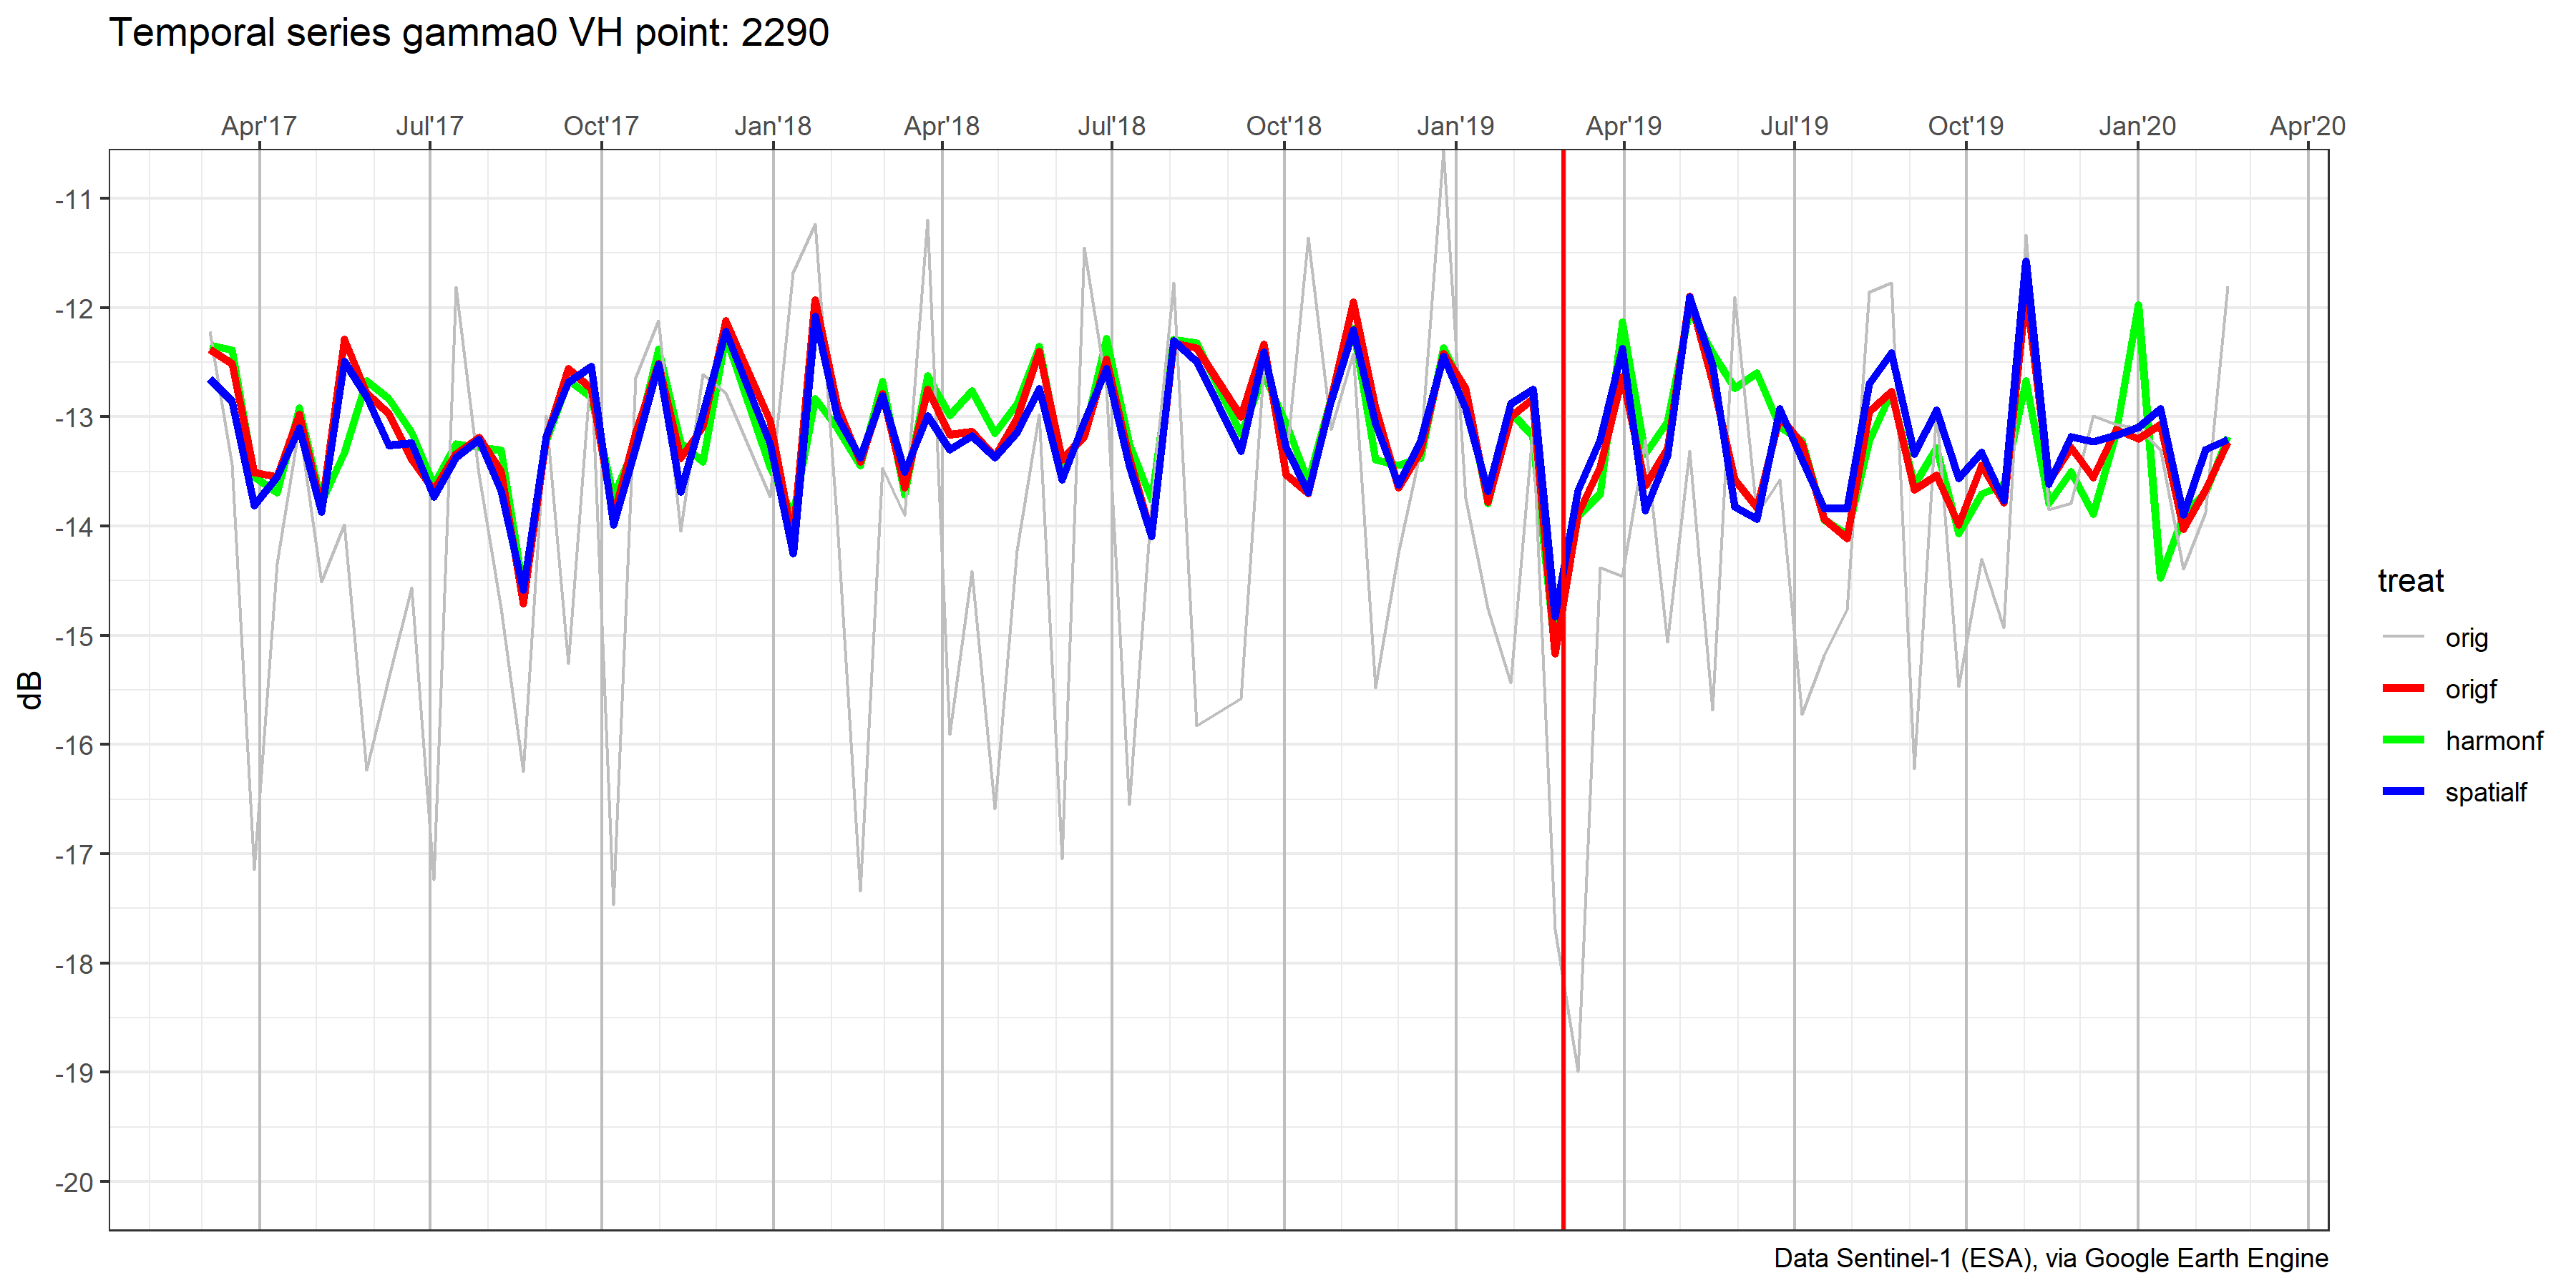 Temporal series gamma0 VH point: 2290
Apr'17 Jul'17 Oct'17 Jan'18 Apr'18 Jul'18 Oct'18 Jan'19 Apr'19 Jul'19 Oct'19 Jan'20 Apr'20
-11
-12
-13
-14
-15
-16
-17
-18
-19
-20
dB
treat
orig
origf
harmonf
spatialf
Data Sentinel-1 (ESA), via Google Earth Engine